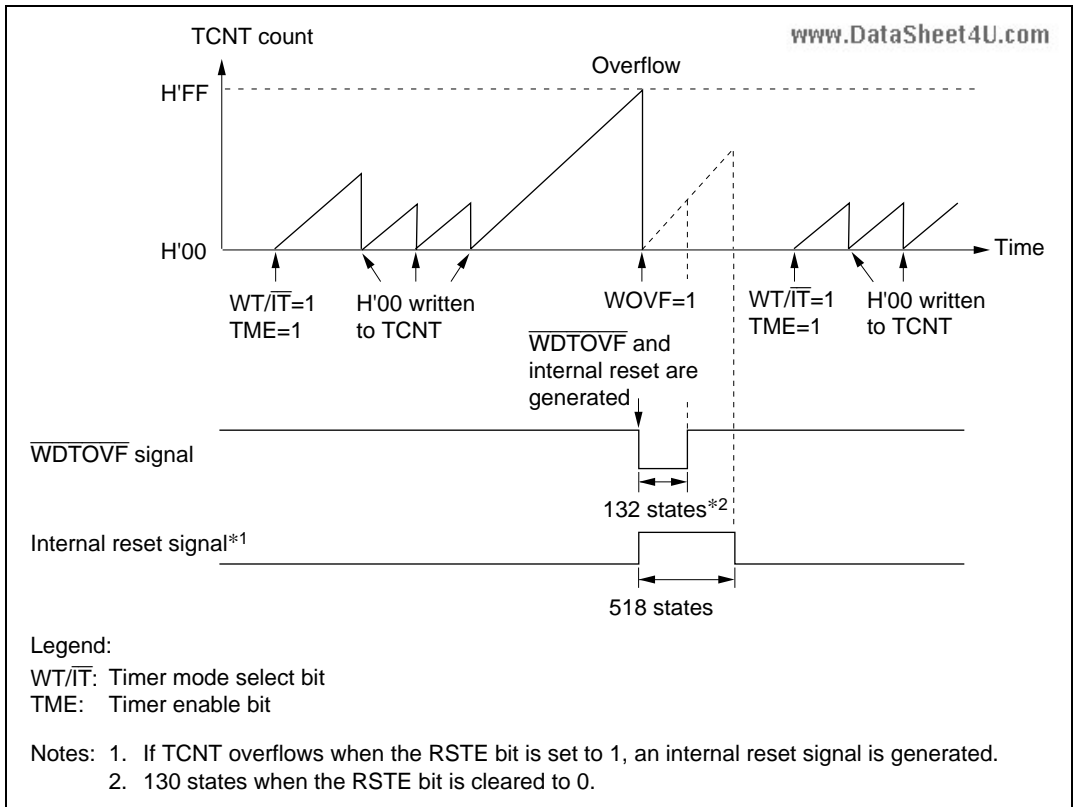 www.DataSheet4U.com
TCNT count
Overflow
H'FF
H'00
Time
WT/IT=1
TME=1
H'00 written
to TCNT
WOVF=1
WT/IT=1
TME=1
H'00 written
to TCNT
WDTOVF and
internal reset are
generated
WDTOVF signal
132 states*2
Internal reset signal*1
518 states
Legend:
WT/IT: Timer mode select bit
TME: Timer enable bit
Notes: 1. If TCNT overflows when the RSTE bit is set to 1, an internal reset signal is generated.
2. 130 states when the RSTE bit is cleared to 0.